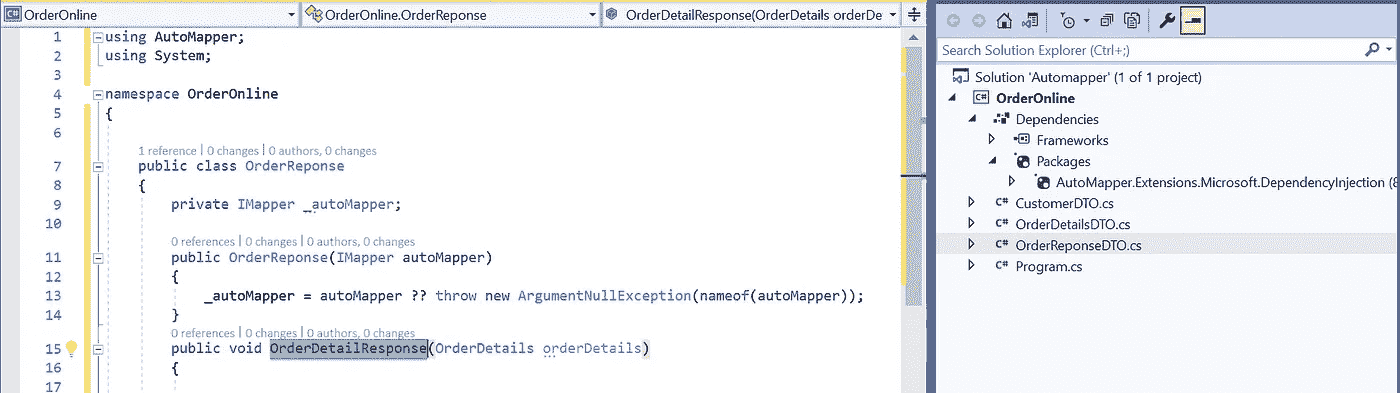 OrderOnline
OrderOnline.OrderReponse
OrderDetailResponse(OrderDetails orderDe
1 using AutoMapper;
2 using System;
3
4 namespace OrderOnline
5 {
6
1 reference | 0 changes | 0 authors, 0 changes
7 public class OrderReponse
8 {
9 private IMapper _autoMapper;
10
0 references | 0 changes | 0 authors, 0 changes
11 public OrderReponse(IMapper autoMapper)
12 {
13 _autoMapper = autoMapper ?? throw new ArgumentNullException(nameof(autoMapper));
14 }
0 references | 0 changes | 0 authors, 0 changes
15 public void OrderDetailResponse(OrderDetails orderDetails)
16 {
17
Search Solution Explorer (Ctrl+;)
Solution 'Automapper' (1 of 1 project)
C# OrderOnline
Dependencies
Frameworks
Packages
AutoMapper.Extensions.Microsoft.DependencyInjection (8
C# CustomerDTO.cs
C# OrderDetailsDTO.cs
C# OrderReponseDTO.cs
C# Program.cs